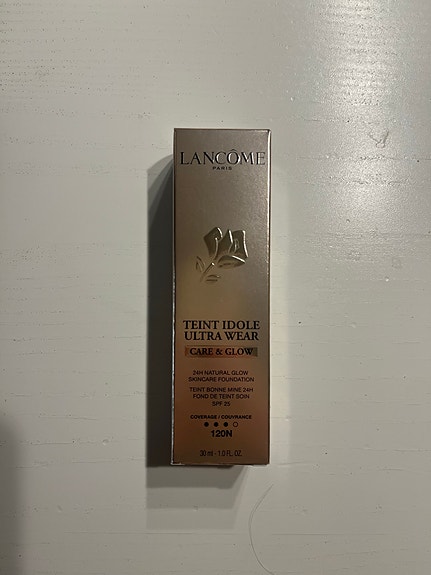 LANCÔME
PARIS
TEINT IDOLE
ULTRA WEAR
CARE & GLOW
24H NATURAL GLOW
SKINCARE FOUNDATION
TEINT BONNE MINE 24H
FOND DE TEINT SOIN
SPF 25
COVERAGE / COUVRANCE
120N
30 ml - 1.0 FL. OZ.